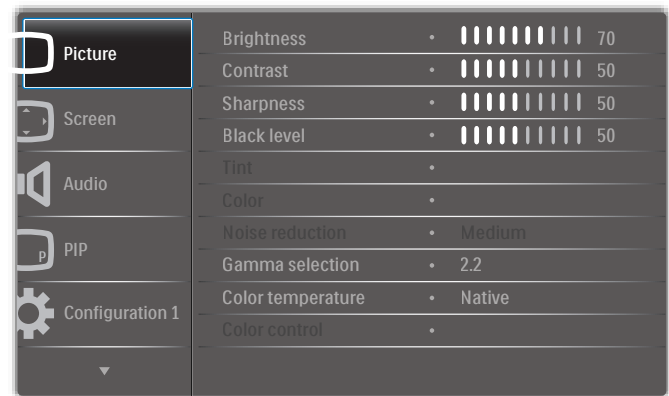 Picture
Screen
Audio
P
PIP
Configuration 1
Brightness • 70
Contrast • 50
Sharpness • 50
Black level • 50
Tint •
Color •
Noise reduction • Medium
Gamma selection • 2.2
Color temperature • Native
Color control •